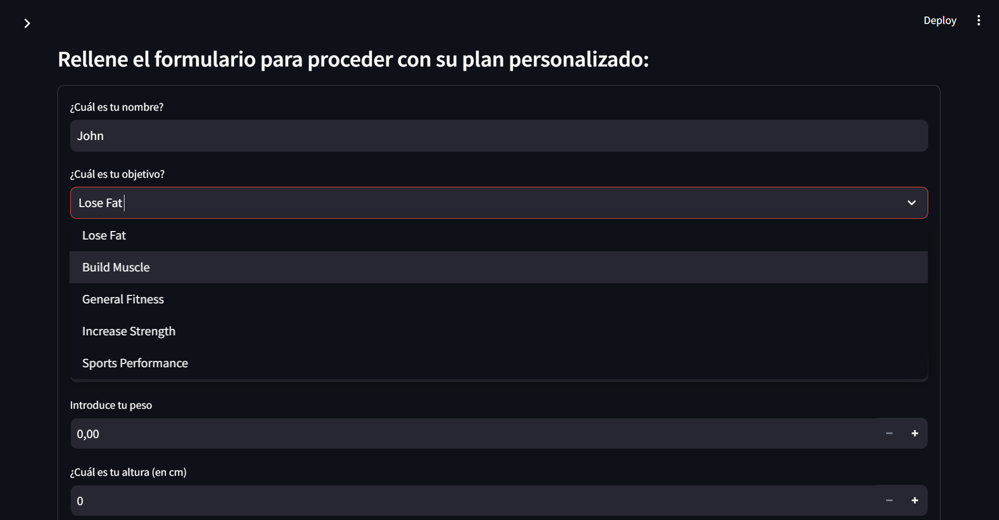 Deploy
Rellene el formulario para proceder con su plan personalizado:
¿Cuál es tu nombre?
John
¿Cuál es tu objetivo?
Lose Fat
Lose Fat
Build Muscle
General Fitness
Increase Strength
Sports Performance
Introduce tu peso
0,00
¿Cuál es tu altura (en cm)
0